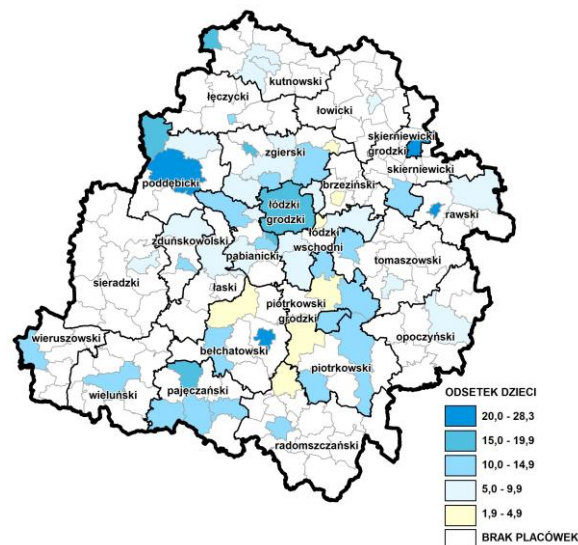 kutnowski
łęczycki
łowicki
skierniewicki
grodzki
skierniewicki
zgierski
brzeziński
poddębicki
łódzki
grodzki
rawski
łódzki
wschodni
zduńskowolski
pabianicki
tomaszowski
sieradzki
łaski
piotrkowski
grodzki
opoczyński
wieruszowski
bełchatowski
piotrkowski
wieluński
pajęczański
radomszczański
ODSETEK DZIECI
20,0 - 28,3
15,0 - 19,9
10,0 - 14,9
5,0 - 9,9
1,9 - 4,9
BRAK PLACÓWEK